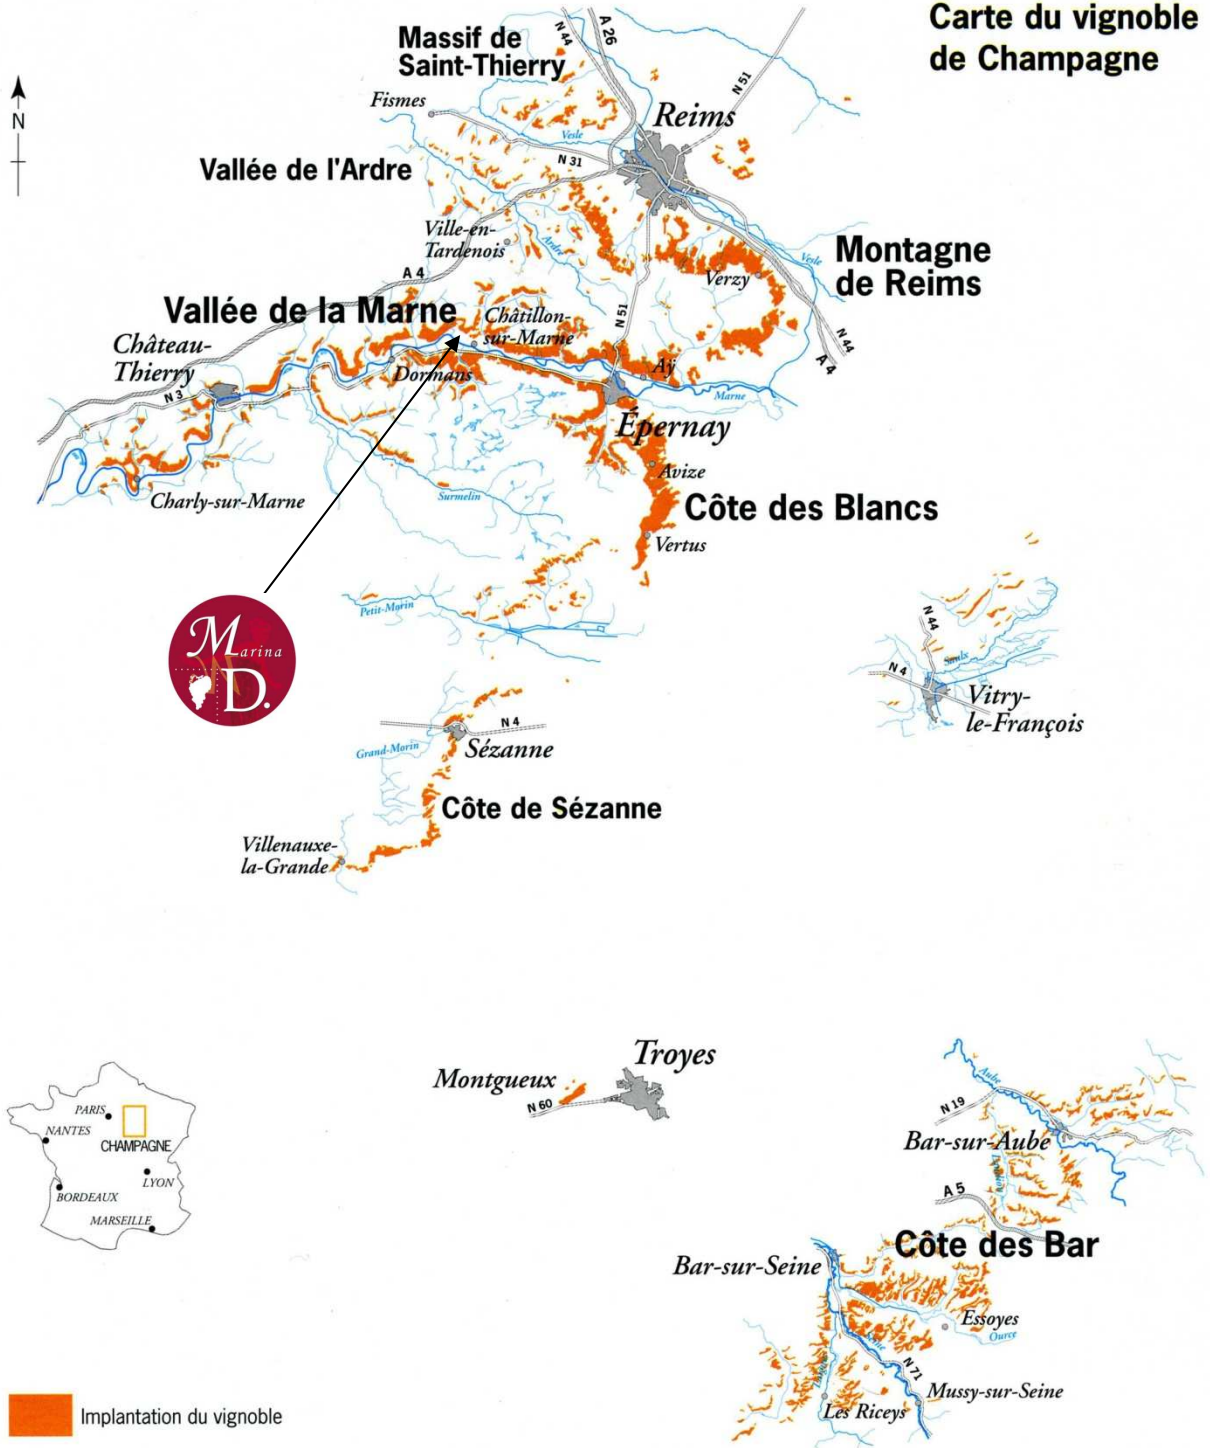 Carte du vignoble
de Champagne
Massif de
Saint-Thierry
N 44
A 26
N 51
Fismes
Reims
Vesle
N 31
Vallée de l'Ardre
N
Ville-en-
Tardenois
Ardre
Montagne
de Reims
Vesle
Verzy
A 4
Vallée de la Marne
Châtillon-
sur-Marne
N 51
N 44
A 4
Château-
Thierry
Dormans
Aÿ
N 3
Marne
Épernay
Avize
Charly-sur-Marne
Surmelin
Côte des Blancs
Vertus
Petit-Morin
Marina
D.
N 44
Saulx
N 4
Vitry-
le-François
N 4
Grand-Morin
Sézanne
Côte de Sézanne
Villenauxe-
la-Grande
Troyes
Montgueux
N 60
Aube
N 19
Bar-sur-Aube
A 5
PARIS
NANTES
CHAMPAGNE
LYON
BORDEAUX
MARSEILLE
Côte des Bar
Bar-sur-Seine
Essoyes
Ource
Seine
N 71
Mussy-sur-Seine
Les Riceys
Implantation du vignoble